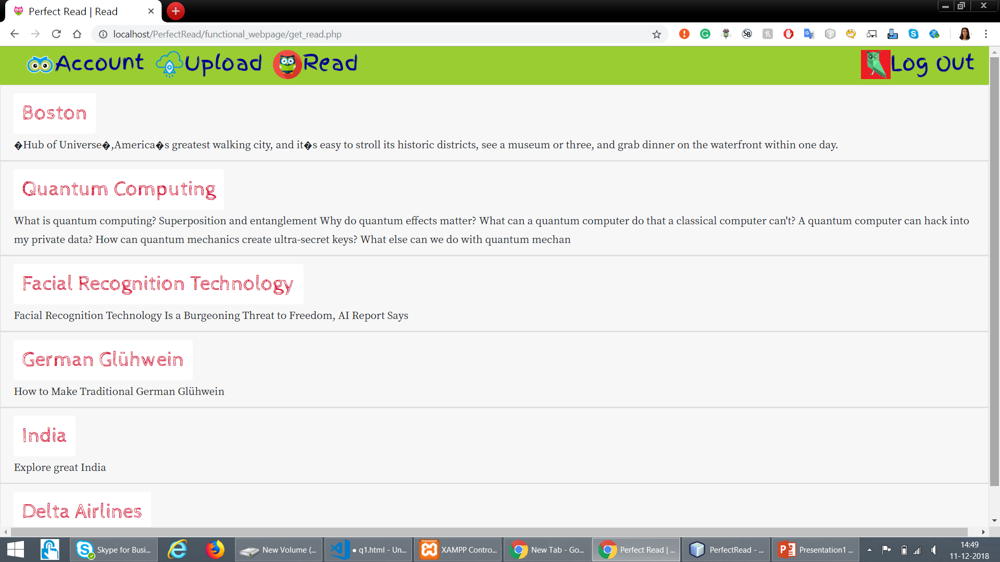 Perfect Read | Read
localhost/PerfectRead/functional_webpage/get_read.php
Account Upload Read Log Out
Boston
�Hub of Universe�,America�s greatest walking city, and it�s easy to stroll its historic districts, see a museum or three, and grab dinner on the waterfront within one day.
Quantum Computing
What is quantum computing? Superposition and entanglement Why do quantum effects matter? What can a quantum computer do that a classical computer can't? A quantum computer can hack into
my private data? How can quantum mechanics create ultra-secret keys? What else can we do with quantum mechan
Facial Recognition Technology
Facial Recognition Technology Is a Burgeoning Threat to Freedom, AI Report Says
German Glühwein
How to Make Traditional German Glühwein
India
Explore great India
Delta Airlines
Skype for Busi... New Volume (... ● q1.html - Un... XAMPP Contro... New Tab - Go... Perfect Read | ... PerfectRead - ... Presentation1 ... 14:49
11-12-2018